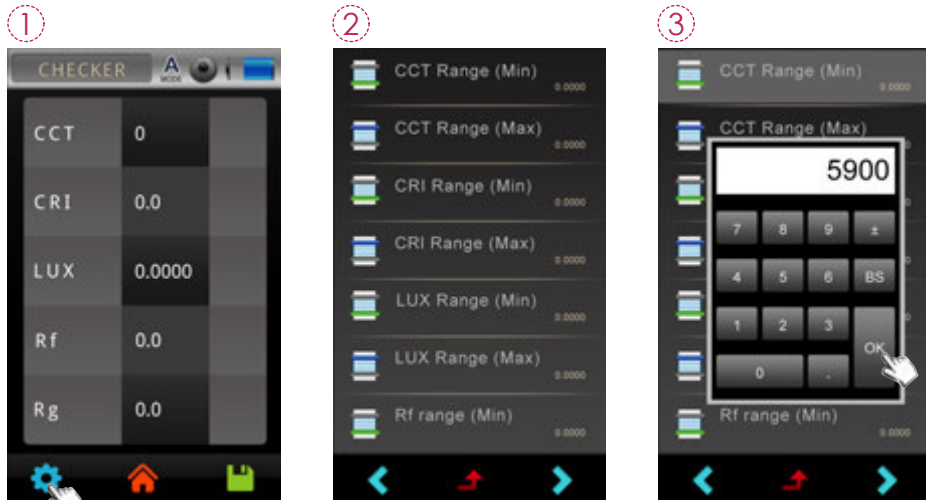 1
CHECKER A MODE
CCT 0
CRI 0.0
LUX 0.0000
Rf 0.0
Rg 0.0
2
CCT Range (Min)
0.0000
CCT Range (Max)
0.0000
CRI Range (Min)
0.0000
CRI Range (Max)
0.0000
LUX Range (Min)
0.0000
LUX Range (Max)
0.0000
Rf range (Min)
0.0000
3
CCT Range (Min)
0.0000
CCT Range (Max)
5900
7 8 9 ±
4 5 6 BS
1 2 3
OK
0 .
Rf range (Min)
0.0000